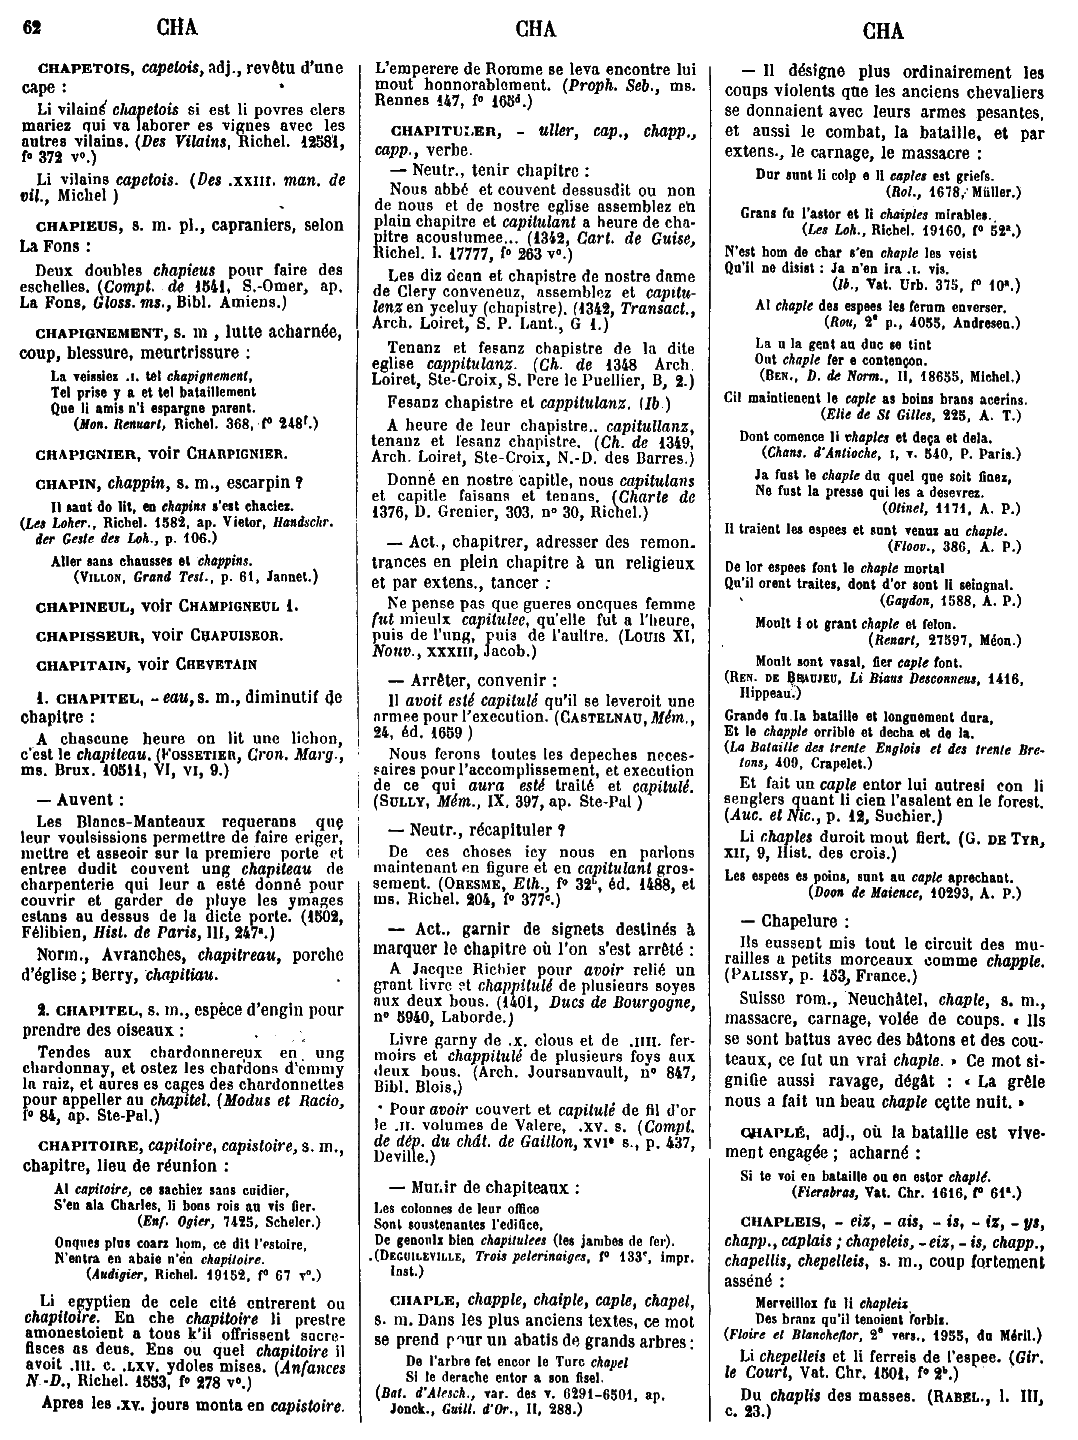 62
CHA
CHA
CHA
CHAPETOIS, capetois, adj., revêtu d'une
cape :
Li vilains chapetois si est li povres clers
mariez qui va laborer es vignes avec les
autres vilains. (Des Vilains, Richel. 12581,
f° 372 v°.)
Li vilains capetois. (Des .XXIII. man. de
vil., Michel )
CHAPIEUS, s. m. pl., capraniers, selon
La Fons :
Deux doubles chapieus pour faire des
eschelles. (Compt. de 1541, S.-Omer, ap.
La Fons, Gloss. ms., Bibl. Amiens.)
CHAPIGNEMENT, s. m , lutte acharnée,
coup, blessure, meurtrissure :
La veissiez .I. tel chapignement,
Tel prise y a et tel bataillement
Que li amis n'i espargne parent.
(Mon. Renuart, Richel. 368, f° 248f.)
CHAPIGNIER, voir CHARPIGNIER.
CHAPIN, chappin, s. m., escarpin ?
Il saut do lit, en chapins s'est chaciez.
(Les Loher., Richel. 1582, ap. Vietor, Handschr.
der Geste des Loh., p. 106.)
Aller sans chausses et chappins.
(VILLON, Grand Test., p. 61, Jannet.)
CHAPINEUL, voir CHAMPIGNEUL 1.
CHAPISSEUR, voir CHAPUISEOR.
CHAPITAIN, voir CHEVETAIN
1. CHAPITEL, - eau, s. m., diminutif de
chapitre :
A chascune heure on lit une lichon,
c'est le chapiteau. (FOSSETIER, Cron. Marg.,
ms. Brux. 10511, VI, VI, 9.)
— Auvent :
Les Blancs-Manteaux requerans que
leur voulsissions permettre de faire eriger,
mettre et asseoir sur la premiere porte et
entree dudit couvent ung chapiteau de
charpenterie qui leur a esté donné pour
couvrir et garder de pluye les ymages
estans au dessus de la dicte porte. (1502,
Félibien, Hist. de Paris, III, 247a.)
Norm., Avranches, chapitreau, porche
d'église ; Berry, chapitiau.
2. CHAPITEL, s. m., espèce d'engin pour
prendre des oiseaux :
Tendes aux chardonnereux en ung
chardonnay, et ostez les chardons d'emmy
la raiz, et aures es cages des chardonnettes
pour appeller au chapitel. (Modus et Racio,
f° 84, ap. Ste-Pal.)
CHAPITOIRE, capitoire, capistoire, s. m.,
chapitre, lieu de réunion :
Al capitoire, ce sachiez sans cuidier,
S'en ala Charles, li bons rois au vis fier.
(Enf. Ogier, 7425, Scheler.)
Onques plus coarz hom, ce dit l'estoire,
N'entra en abaie n'en chapitoire.
(Audigier, Richel. 19152, f° 67 v°.)
Li egyptien de cele cité entrerent ou
chapitoire. En che chapitoire li prestre
amonestoient a tous k'il offrissent sacre-
fisces as deus. Ens ou quel chapitoire il
avoit .III. c. .LXV. ydoles mises. (Anfances
N.-D., Richel. 1553, f° 278 v°.)
Apres les .XV. jours monta en capistoire.
L'emperere de Romme se leva encontre lui
mout honnorablement. (Proph. Seb., ms.
Rennes 147, f° 165d.)
CHAPITULER, - uller, cap., chapp.,
capp., verbe.
— Neutr., tenir chapitre :
Nous abbé et couvent dessusdit ou non
de nous et de nostre eglise assemblez en
plain chapitre et capitulant a heure de cha-
pitre acoustumee... (1342, Cart. de Guise,
Richel. l. 17777, f° 263 v°.)
Les diz dean et chapistre de nostre dame
de Clery conveneuz, assemblez et capitu-
lenz en yceluy (chapistre). (1342, Transact.,
Arch. Loiret, S. P. Lant., G 1.)
Tenanz et fesanz chapistre de la dite
eglise cappitulanz. (Ch. de 1348 Arch.
Loiret, Ste-Croix, S. Pere le Puellier, B, 2.)
Fesanz chapistre et cappitulanz. (Ib )
A heure de leur chapistre.. capitullanz,
tenanz et fesanz chapistre. (Ch. de 1349,
Arch. Loiret, Ste-Croix, N.-D. des Barres.)
Donné en nostre capitle, nous capitulans
et capitle faisans et tenans. (Charte de
1376, D. Grenier, 303, n° 30, Richel.)
— Act., chapitrer, adresser des remon-
trances en plein chapitre à un religieux
et par extens., tancer :
Ne pense pas que gueres oncques femme
fut mieulx capitulee, qu'elle fut a l'heure,
puis de l'ung, puis de l'aultre. (LOUIS XI,
Nouv., XXXIII, Jacob.)
— Arrêter, convenir :
Il avoit esté capitulé qu'il se leveroit une
armee pour l'execution. (CASTELNAU, Mém.,
24, éd. 1659 )
Nous ferons toutes les depeches neces-
saires pour l'accomplissement, et execution
de ce qui aura esté traité et capitulé.
(SULLY, Mém., IX. 397, ap. Ste-Pal )
— Neutr., récapituler ?
De ces choses icy nous en parlons
maintenant en figure et en capitulant gros-
sement. (ORESME, Eth., f° 32b, éd. 1488, et
ms. Richel. 204, f° 377c.)
— Act., garnir de signets destinés à
marquer le chapitre où l'on s'est arrêté :
A Jacque Richier pour avoir relié un
grant livre et chappitulé de plusieurs soyes
aux deux bous. (1401, Ducs de Bourgogne,
n° 5940, Laborde.)
Livre garny de .X. clous et de .IIII. fer-
moirs et chappitulé de plusieurs foys aux
deux bous. (Arch. Joursanvault, n° 847,
Bibl. Blois.)
Pour avoir couvert et capitulé de fil d'or
le .II. volumes de Valere, .XV. s. (Compt.
de dép. du chât. de Gaillon, XVIe s., p. 437,
Deville.)
— Munir de chapiteaux :
Les colonnes de leur office
Sont soustenantes l'edifice,
De genoulx bien chapitulees (les jambes de fer).
(DEGUILEVILLE, Trois pelerinaiges, f° 133c, impr.
Inst.)
CHAPLE, chapple, chaiple, caple, chapel,
s. m. Dans les plus anciens textes, ce mot
se prend pour un abatis de grands arbres :
De l'arbre fet encor le Turc chapel
Si le derache entor a son fisel.
(Bat. d'Alesch., var. des v. 6291-6501, ap.
Jonck., Guill. d'Or., II, 288.)
— Il désigne plus ordinairement les
coups violents que les anciens chevaliers
se donnaient avec leurs armes pesantes,
et aussi le combat, la bataille, et par
extens., le carnage, le massacre :
Dur sunt li colp e li caples est griefs.
(Rol., 1678, Müller.)
Grans fu l'astor et li chaiples mirables.
(Les Loh., Richel. 19160, f° 52a.)
N'est hom de char s'en chaple les veist
Qu'il ne disist : Ja n'en ira .I. vis.
(Ib., Vat. Urb. 375, f° 10a.)
Al chaple des espees les ferum enverser.
(Rou, 2e p., 4055, Andresen.)
La u la gent au duc se tint
Out chaple fer e contençon.
(BEN., D. de Norm., II, 18655, Michel.)
Cil maintienent le caple as boins brans acerins.
(Elie de St Gilles, 225, A. T.)
Dont comence li chaples et deça et dela.
(Chans. d'Antioche, I, v. 540, P. Paris.)
Ja fust le chaple du quel que soit finez,
Ne fust la presse qui les a desevrez.
(Otinel, 1171, A. P.)
Il traient les espees et sunt venuz au chaple.
(Floov., 386, A. P.)
De lor espees font le chaple mortal
Qu'il orent traites, dont d'or sont li seingnal.
(Gaydon, 1588, A. P.)
Moult i ot grant chaple et felon.
(Renart, 27597, Méon.)
Moult sont vasal, fier caple font.
(REN. DE BEAUJEU, Li Biaus Desconneus, 1416,
Hippeau.)
Grande fu la bataille et longuement dura,
Et le chapple orrible et decha et de la.
(La Bataille des trente Englois et des trente Bre-
tons, 409, Crapelet.)
Et fait un caple entor lui autresi con li
senglers quant li cien l'asalent en le forest.
(Auc. et Nic., p. 12, Suchier.)
Li chaples duroit mout fiert. (G. DE TYR,
XII, 9, Hist. des crois.)
Les espees es poins, sunt au caple aprechant.
(Doon de Maience, 10293, A. P.)
— Chapelure :
Ils eussent mis tout le circuit des mu-
railles a petits morceaux comme chapple.
(PALISSY, p. 153, France.)
Suisse rom., Neuchâtel, chaple, s. m.,
massacre, carnage, volée de coups. « Ils
se sont battus avec des bâtons et des cou-
teaux, ce fut un vrai chaple. » Ce mot si-
gnifie aussi ravage, dégât : « La grêle
nous a fait un beau chaple cette nuit. »
CHAPLÉ, adj., où la bataille est vive-
ment engagée ; acharné :
Si te voi en bataille ou en estor chaplé.
(Fierabras, Vat. Chr. 1616, f° 61a.)
CHAPLEIS, - eiz, - ais, - is, - iz, - ys,
chapp., caplais ; chapeleis, - eiz, - is, chapp.,
chapellis, chepelleis, s. m., coup fortement
asséné :
Merveillox fu li chapleiz
Des branz qu'il tenoient forbiz.
(Floire et Blancheflor, 2e vers., 1955, du Méril.)
Li chepelleis et li ferreis de l'espee. (Gir.
le Court, Vat. Chr. 1501, f° 2b.)
Du chaplis des masses. (RABEL., l. III,
c. 23.)